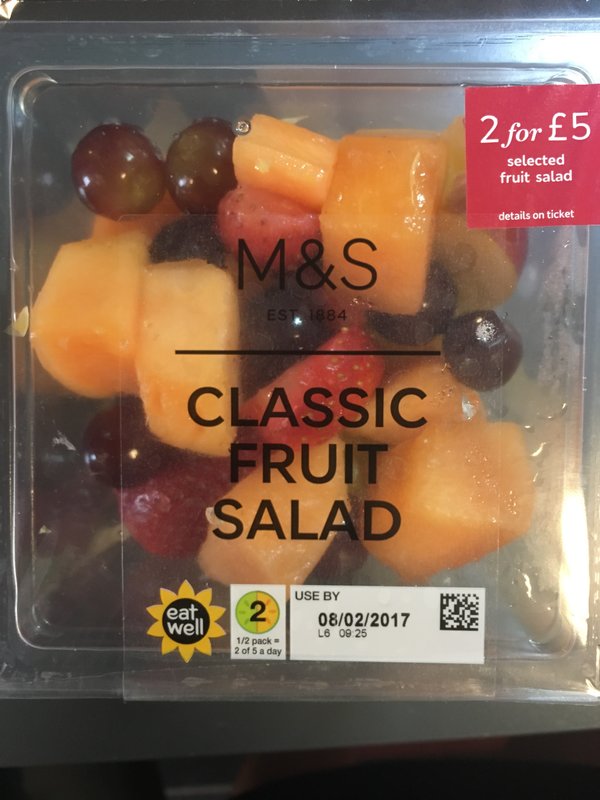 2 for £5
selected
fruit salad
details on ticket
M&S
EST 1884
CLASSIC
FRUIT
SALAD
eat
well
2
1/2 pack =
2 of 5 a day
USE BY
08/02/2017
L6 09:25